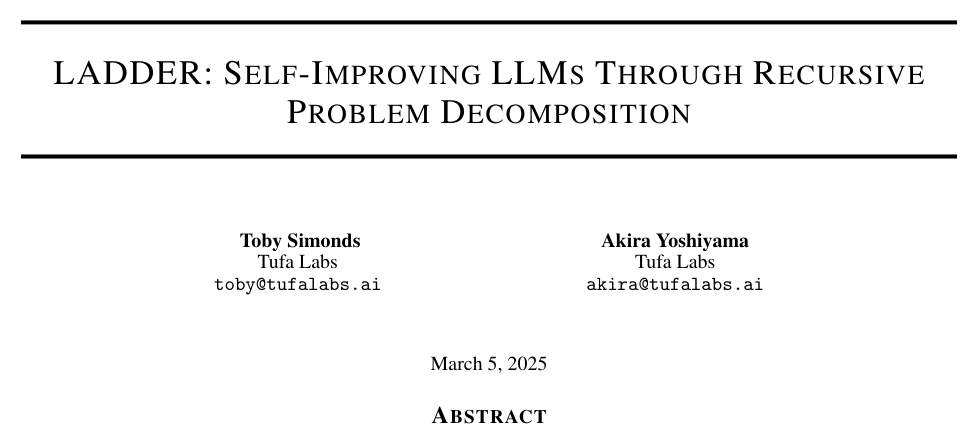 LADDER: SELF-IMPROVING LLMS THROUGH RECURSIVE
PROBLEM DECOMPOSITION
Toby Simonds
Tufa Labs
toby@tufalabs.ai
Akira Yoshiyama
Tufa Labs
akira@tufalabs.ai
March 5, 2025
ABSTRACT